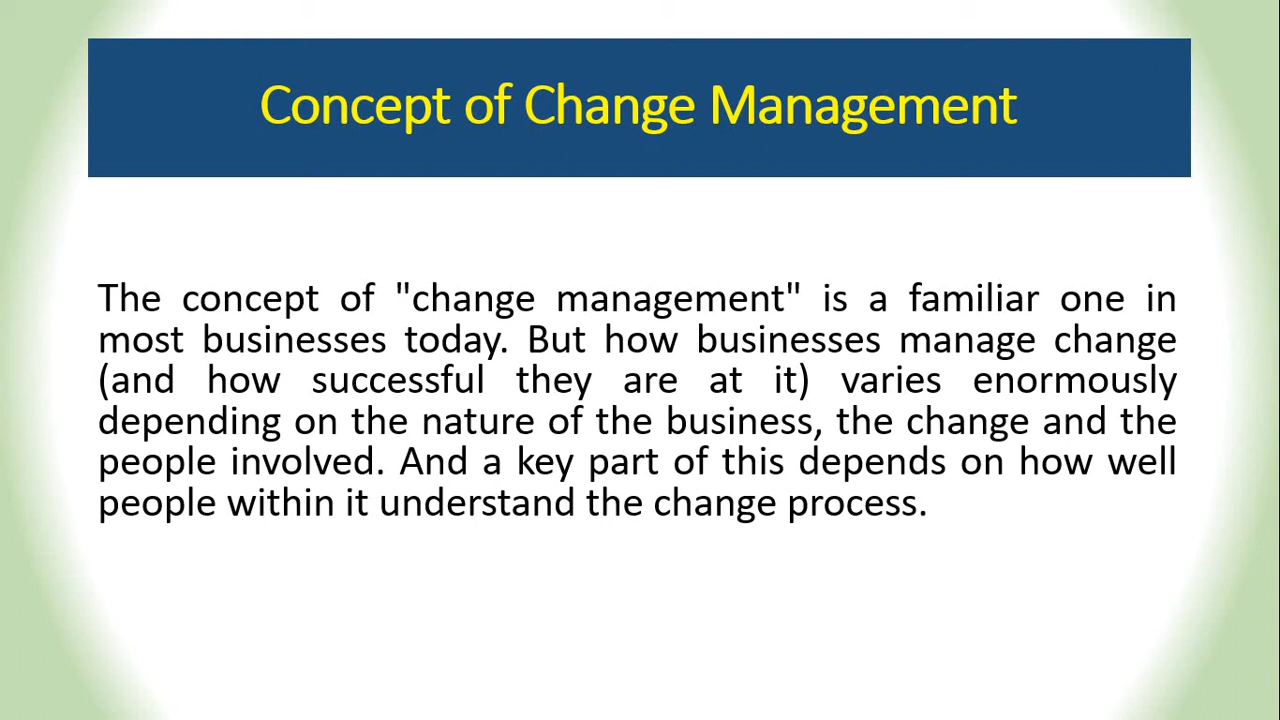 Concept of Change Management
The concept of "change management" is a familiar one in
most businesses today. But how businesses manage change
(and how successful they are at it) varies enormously
depending on the nature of the business, the change and the
people involved. And a key part of this depends on how well
people within it understand the change process.